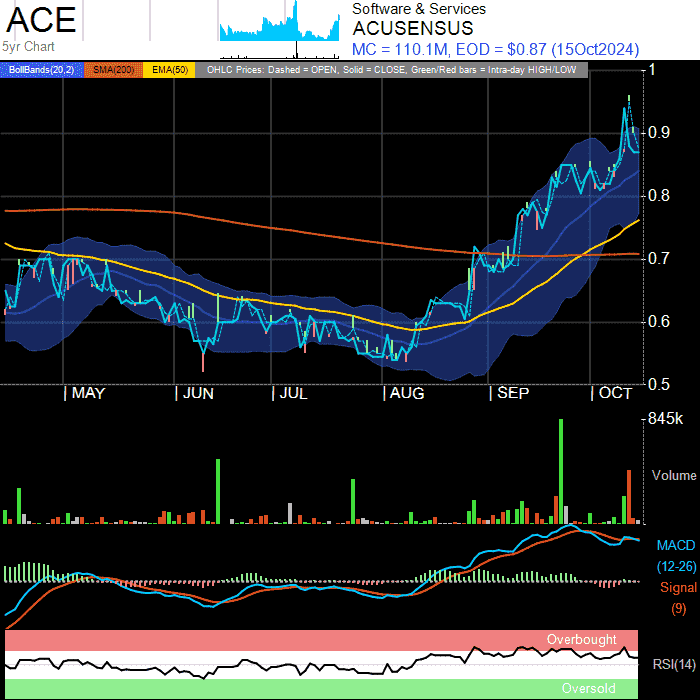 ACE
5yr Chart
Software & Services
ACUSENSUS
MC = 110.1M, EOD = $0.87 (15Oct2024)
BollBands(20,2) SMA(200) EMA(50) OHLC Prices: Dashed = OPEN, Solid = CLOSE, Green/Red bars = Intra-day HIGH/LOW
1
0.9
0.8
0.7
0.6
0.5
| MAY | JUN | JUL | AUG | SEP | OCT
845k
Volume
MACD
(12-26)
Signal
(9)
Overbought
RSI(14)
Oversold